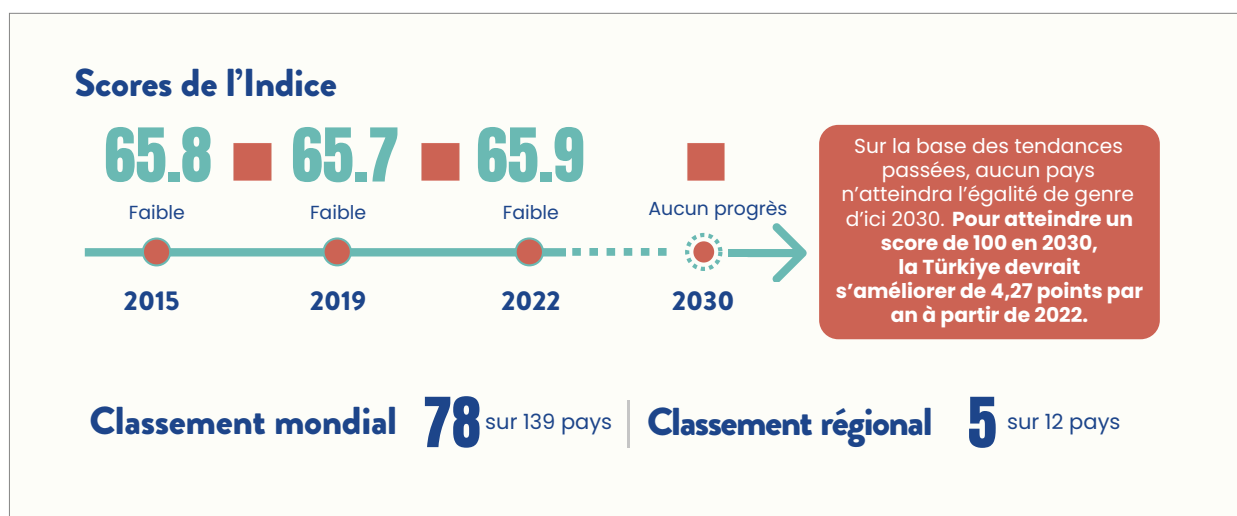 Scores de l'Indice
65.8 65.7 65.9
Faible Faible Faible Aucun progrès
2015 2019 2022 2030
Sur la base des tendances
passées, aucun pays
n'atteindra l'égalité de genre
d'ici 2030. Pour atteindre un
score de 100 en 2030,
la Türkiye devrait
s'améliorer de 4,27 points par
an à partir de 2022.
Classement mondial 78 sur 139 pays
Classement régional 5 sur 12 pays